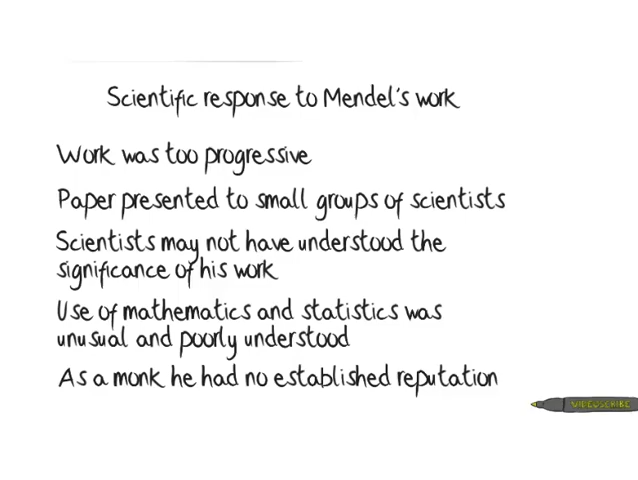 Scientific response to Mendel's work
Work was too progressive
Paper presented to small groups of scientists
Scientists may not have understood the
significance of his work
Use of mathematics and statistics was
unusual and poorly understood
As a monk he had no established reputation
VIDEOSCRIBE